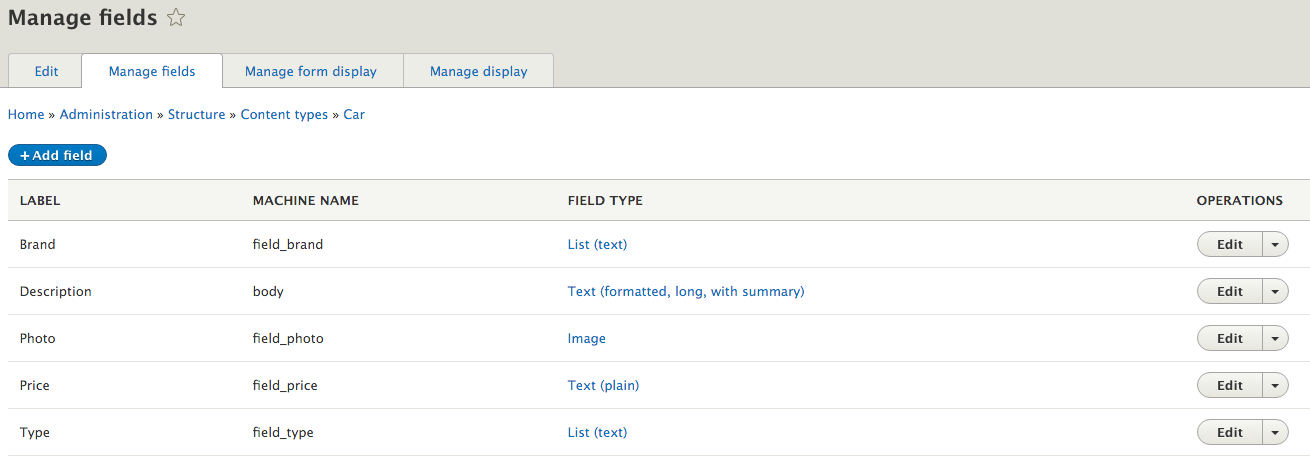 Manage fields
Edit Manage fields Manage form display Manage display
Home » Administration » Structure » Content types » Car
+ Add field
LABEL MACHINE NAME FIELD TYPE OPERATIONS
Brand field_brand List (text) Edit
Description body Text (formatted, long, with summary) Edit
Photo field_photo Image Edit
Price field_price Text (plain) Edit
Type field_type List (text) Edit